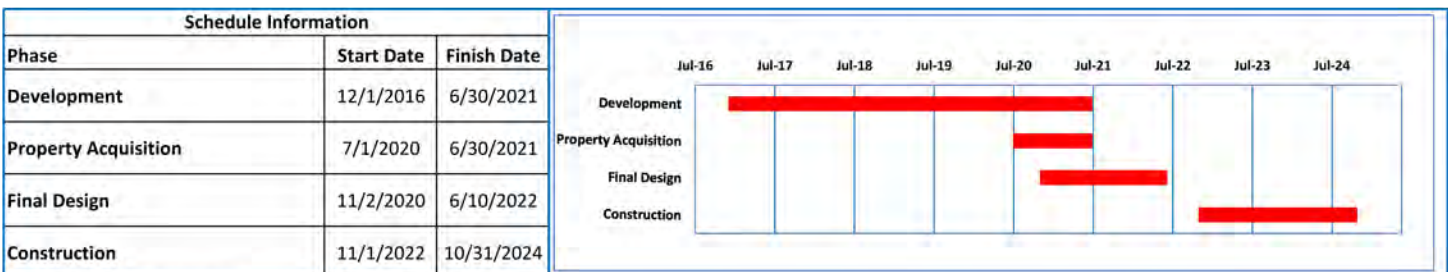 Schedule Information
Phase Start Date Finish Date
Development 12/1/2016 6/30/2021
Property Acquisition 7/1/2020 6/30/2021
Final Design 11/2/2020 6/10/2022
Construction 11/1/2022 10/31/2024
Jul-16 Jul-17 Jul-18 Jul-19 Jul-20 Jul-21 Jul-22 Jul-23 Jul-24
Development
Property Acquisition
Final Design
Construction